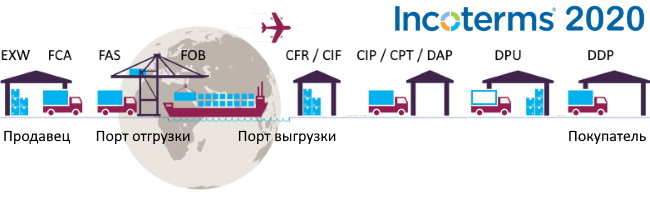 Incoterms® 2020
EXW FCA FAS FOB CFR / CIF CIP / CPT / DAP DPU DDP
Продавец Порт отгрузки Порт выгрузки Покупатель